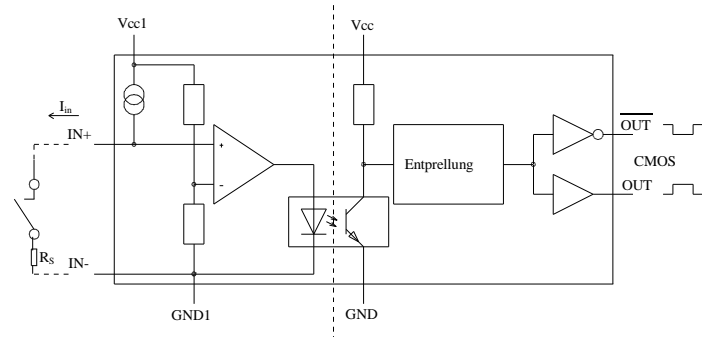 Vcc1
Vcc
Iin
IN+
+
−
Entprellung
OUT
CMOS
OUT
RS
IN-
GND1
GND